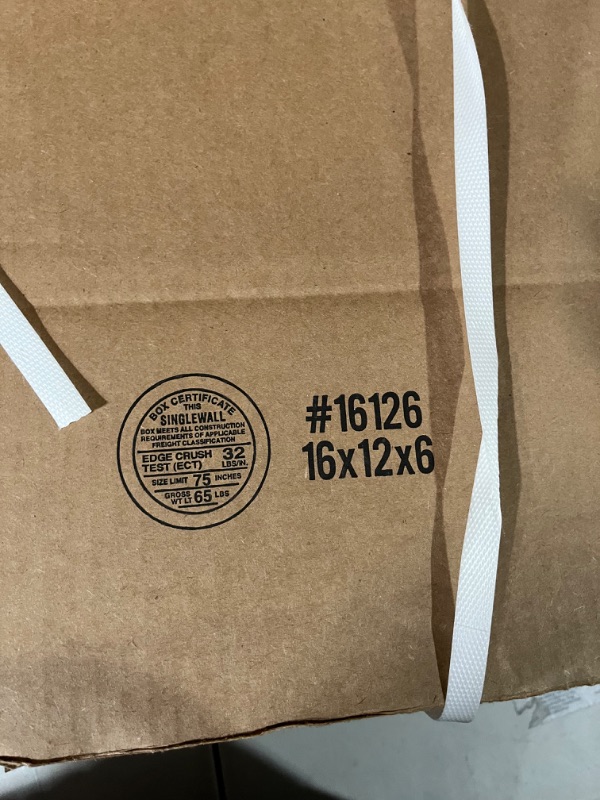 BOX CERTIFICATE
THIS
SINGLEWALL
BOX MEETS ALL CONSTRUCTION
REQUIREMENTS OF APPLICABLE
FREIGHT CLASSIFICATION
EDGE CRUSH
TEST (ECT)
32
LBS/IN.
SIZE LIMIT 75 INCHES
GROSS
WT LT 65 LBS
#16126
16x12x6